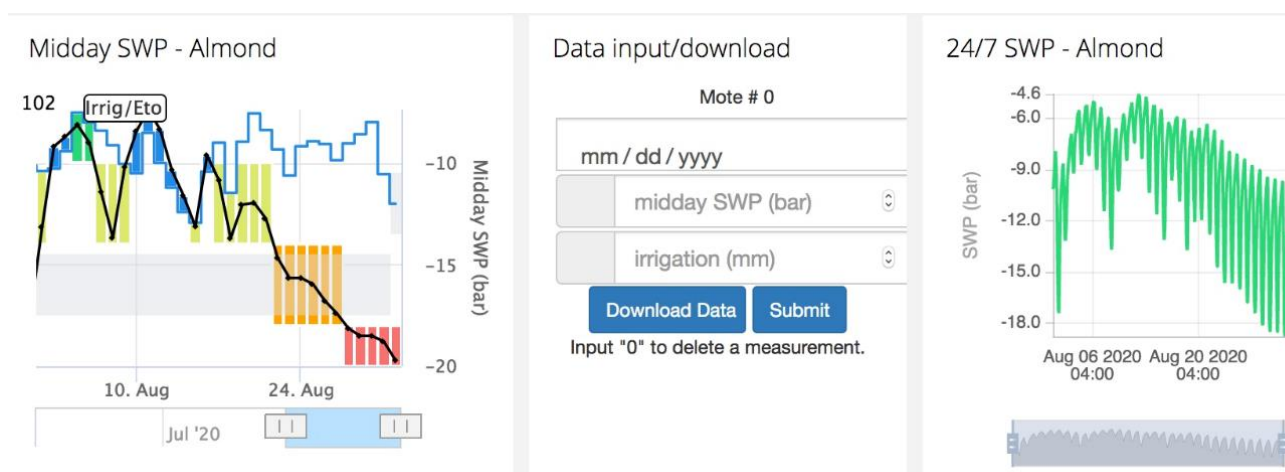 Midday SWP - Almond
102
Irrig/Eto
-10
-15
-20
Midday SWP (bar)
10. Aug
24. Aug
Jul '20
Data input/download
Mote # 0
mm / dd / yyyy
midday SWP (bar)
irrigation (mm)
Download Data
Submit
Input "0" to delete a measurement.
24/7 SWP - Almond
-4.6
-6.0
-9.0
-12.0
-15.0
-18.0
SWP (bar)
Aug 06 2020 Aug 20 2020
04:00 04:00